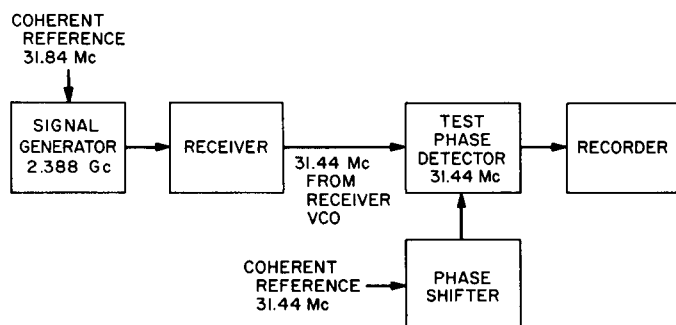 COHERENT
REFERENCE
31.84 Mc
SIGNAL
GENERATOR
2.388 Gc
RECEIVER
31.44 Mc
FROM
RECEIVER
VCO
TEST
PHASE
DETECTOR
31.44 Mc
RECORDER
COHERENT
REFERENCE
31.44 Mc
PHASE
SHIFTER